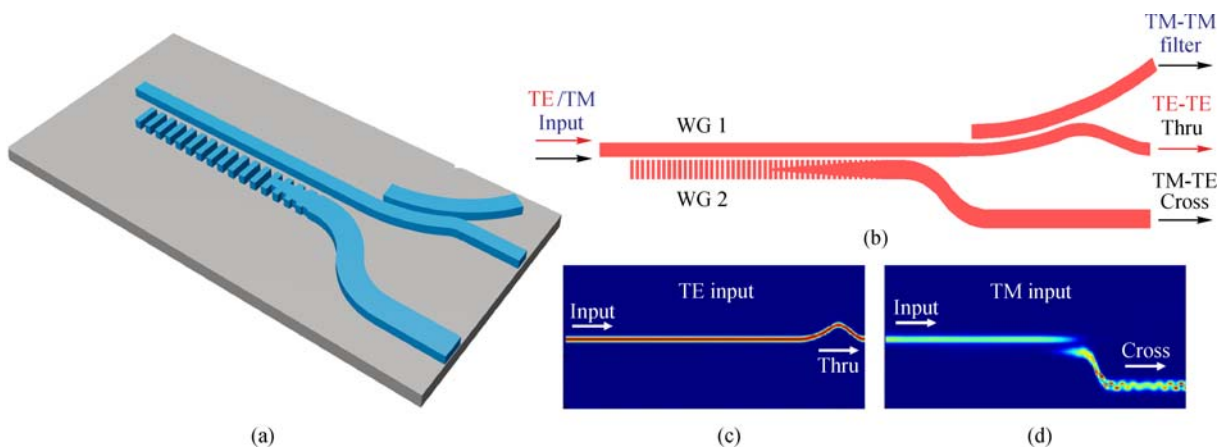 TM-TM
filter
TE/TM
Input
WG 1
TE-TE
Thru
WG 2
TM-TE
Cross
(b)
TE input
Input
Thru
TM input
Input
Cross
(a)
(c)
(d)